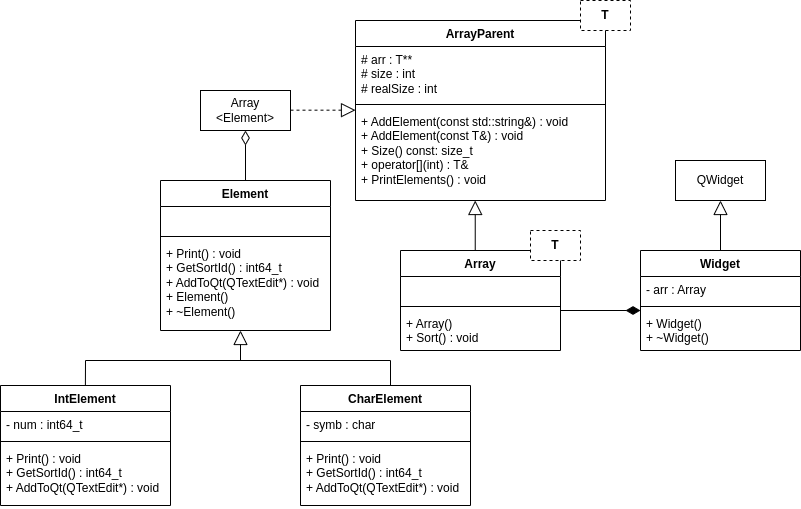 T
ArrayParent
# arr : T**
# size : int
# realSize : int
+ AddElement(const std::string&) : void
+ AddElement(const T&) : void
+ Size() const: size_t
+ operator[](int) : T&
+ PrintElements() : void
Array
<Element>
Element
+ Print() : void
+ GetSortId() : int64_t
+ AddToQt(QTextEdit*) : void
+ Element()
+ ~Element()
QWidget
T
Array
+ Array()
+ Sort() : void
Widget
- arr : Array
+ Widget()
+ ~Widget()
IntElement
- num : int64_t
+ Print() : void
+ GetSortId() : int64_t
+ AddToQt(QTextEdit*) : void
CharElement
- symb : char
+ Print() : void
+ GetSortId() : int64_t
+ AddToQt(QTextEdit*) : void